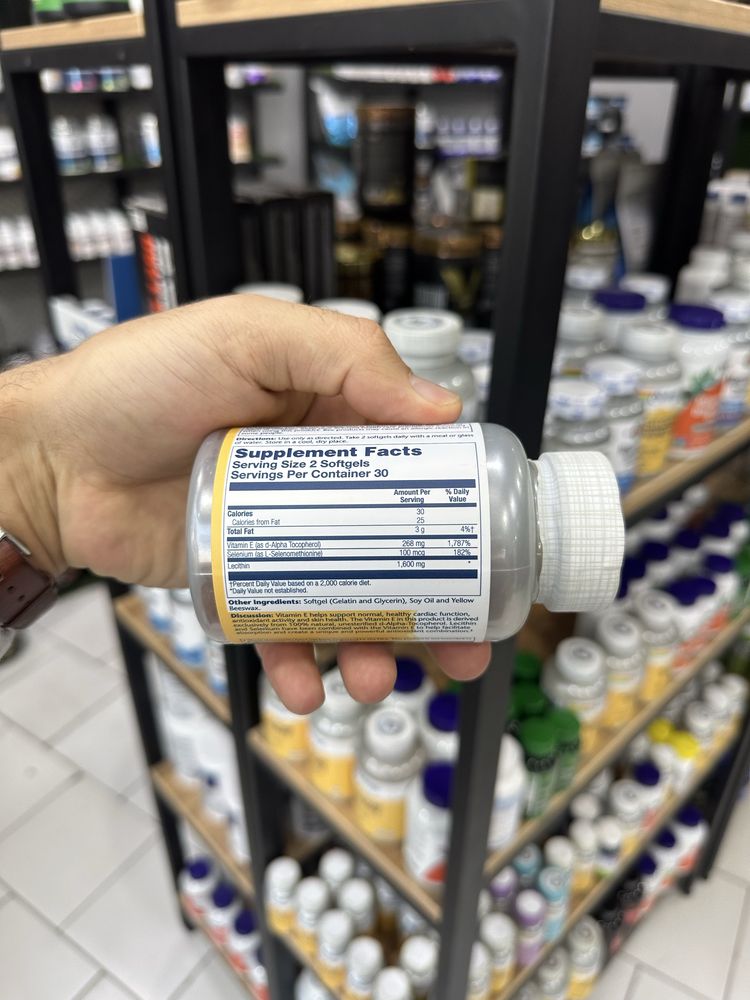 Directions: Use only as directed. Take 2 softgels daily with a meal or glass
of water. Store in a cool, dry place.
Supplement Facts
Serving Size 2 Softgels
Servings Per Container 30
Amount Per Serving % Daily Value
Calories 30
Calories from Fat 25
Total Fat 3 g 4%†
Vitamin E (as d-Alpha Tocopherol) 268 mg 1,787%
Selenium (as L-Selenomethionine) 100 mcg 182%
Lecithin 1,600 mg *
†Percent Daily Value based on a 2,000 calorie diet.
*Daily Value not established.
Other Ingredients: Softgel (Gelatin and Glycerin), Soy Oil and Yellow
Beeswax.
Discussion: Vitamin E helps support normal, healthy cardiac function,
antioxidant activity and skin health. The Vitamin E in this product is derived
exclusively from 100% natural, unesterified d-Alpha Tocopherol. Lecithin
and Selenium have been combined with the Vitamin E to help facilitate
absorption and create a unique and powerful antioxidant combination.*